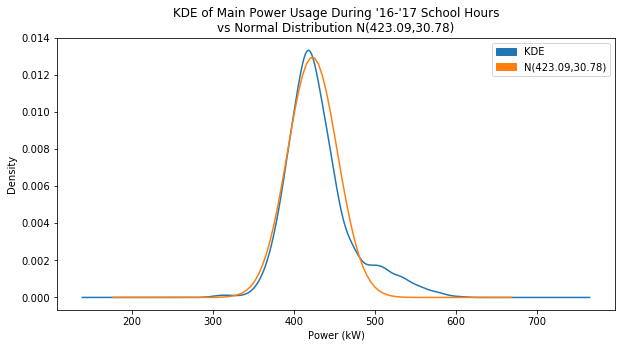 KDE of Main Power Usage During '16-'17 School Hours
vs Normal Distribution N(423.09,30.78)
KDE
N(423.09,30.78)
Density
0.014
0.012
0.010
0.008
0.006
0.004
0.002
0.000
200 300 400 500 600 700
Power (kW)